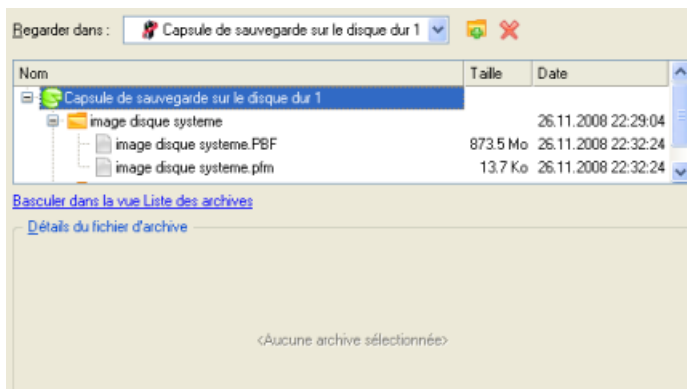 Regarder dans : Capsule de sauvegarde sur le disque dur 1
Nom Taille Date
Capsule de sauvegarde sur le disque dur 1
image disque systeme 26.11.2008 22:29:04
image disque systeme.PBF 873.5 Mo 26.11.2008 22:32:24
image disque systeme.pfm 13.7 Ko 26.11.2008 22:32:24
Basculer dans la vue Liste des archives
Détails du fichier d'archive
<Aucune archive sélectionnée>